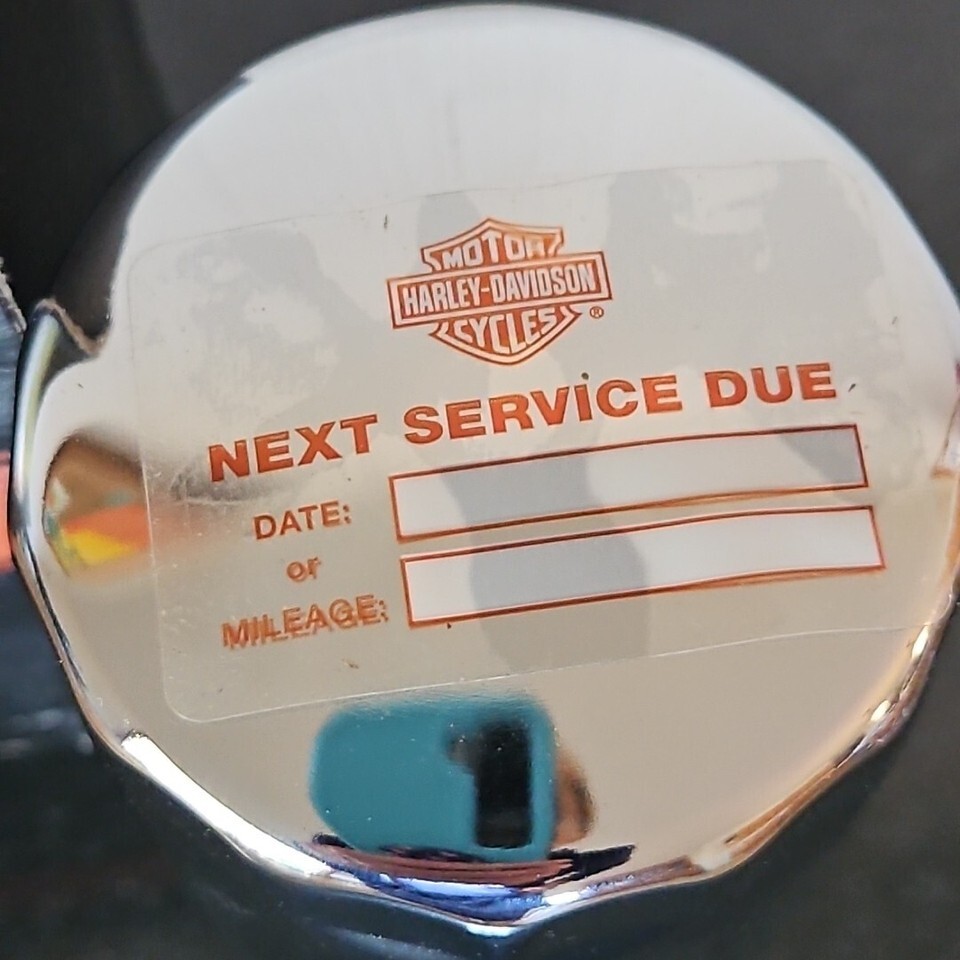 MOTOR
HARLEY-DAVIDSON
CYCLES ®
NEXT SERVICE DUE
DATE:
or
MILEAGE: